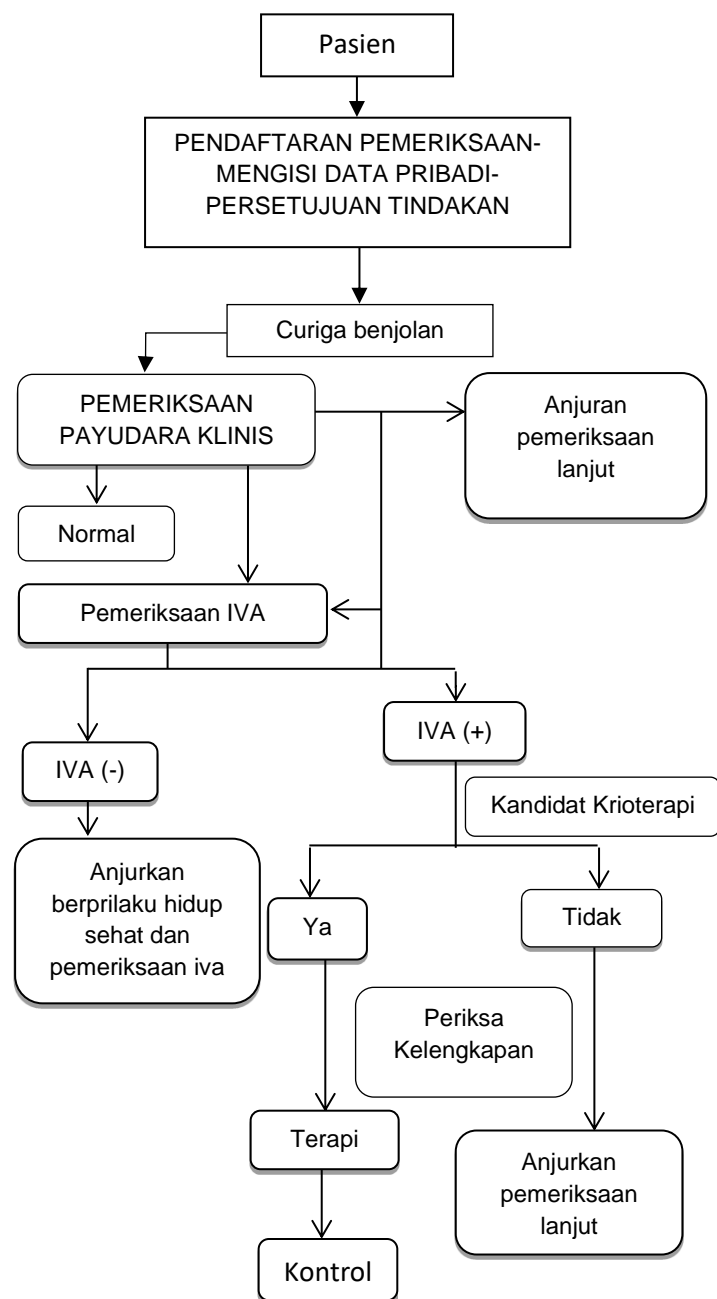 Pasien
PENDAFTARAN PEMERIKSAAN-
MENGISI DATA PRIBADI-
PERSETUJUAN TINDAKAN
Curiga benjolan
PEMERIKSAAN
PAYUDARA KLINIS
Anjuran
pemeriksaan
lanjut
Normal
Pemeriksaan IVA
IVA (-)
IVA (+)
Kandidat Krioterapi
Anjurkan
berprilaku hidup
sehat dan
pemeriksaan iva
Ya
Tidak
Periksa
Kelengkapan
Terapi
Anjurkan
pemeriksaan
lanjut
Kontrol